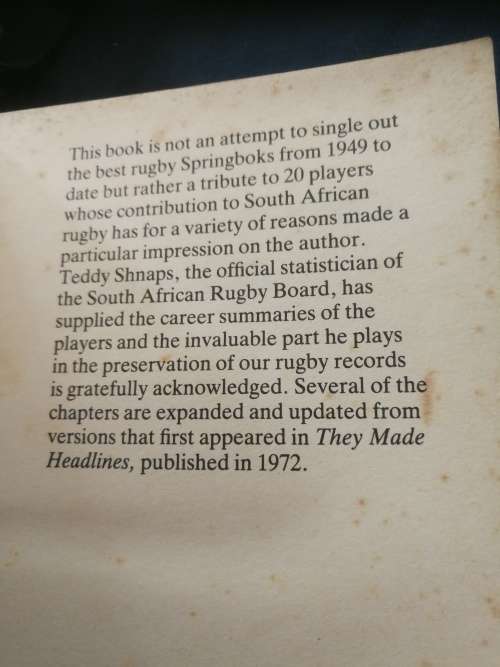 This book is not an attempt to single out
the best rugby Springboks from 1949 to
date but rather a tribute to 20 players
whose contribution to South African
rugby has for a variety of reasons made a
particular impression on the author.
Teddy Shnaps, the official statistician of
the South African Rugby Board, has
supplied the career summaries of the
players and the invaluable part he plays
in the preservation of our rugby records
is gratefully acknowledged. Several of the
chapters are expanded and updated from
versions that first appeared in They Made
Headlines, published in 1972.